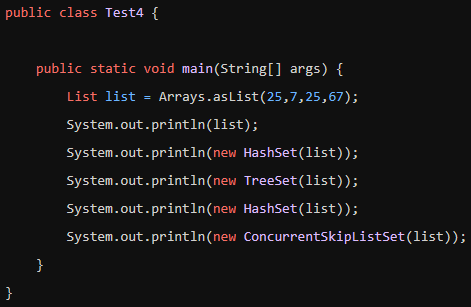 public class Test4 {
public static void main(String[] args) {
List list = Arrays.asList(25,7,25,67);
System.out.println(list);
System.out.println(new HashSet(list));
System.out.println(new TreeSet(list));
System.out.println(new HashSet(list));
System.out.println(new ConcurrentSkipListSet(list));
}
}